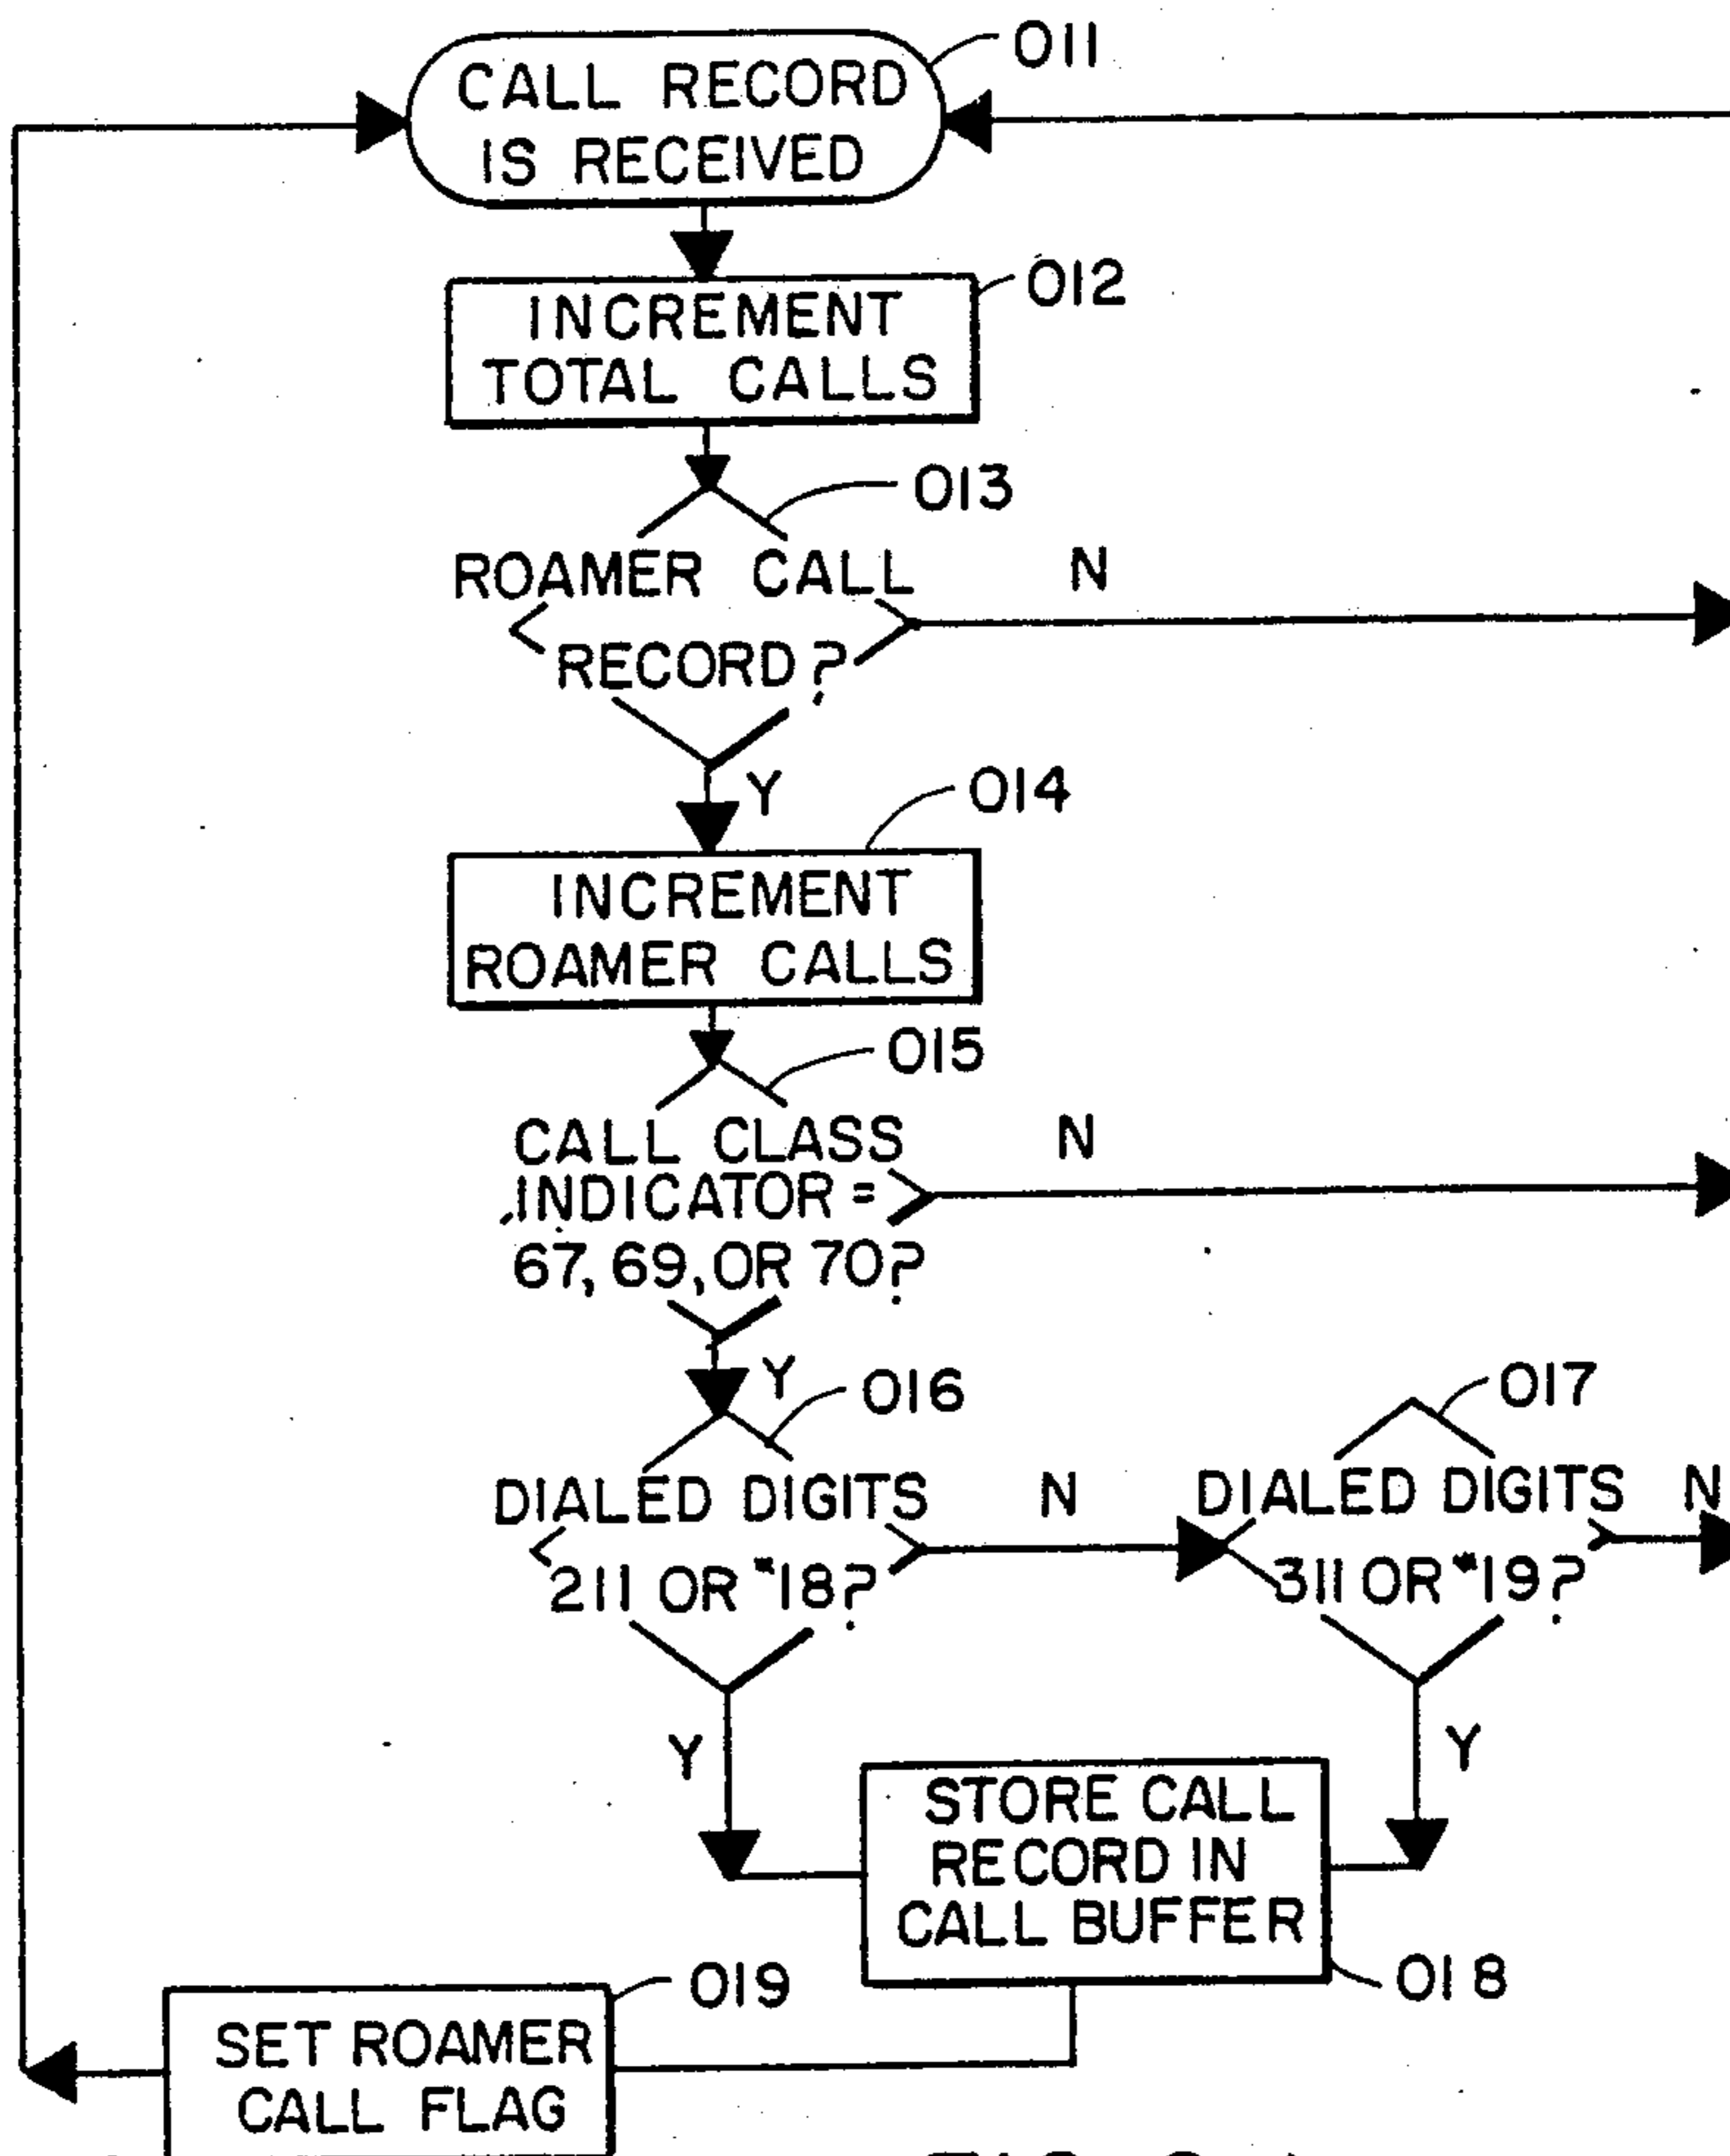 CALL RECORD
IS RECEIVED
011
INCREMENT
TOTAL CALLS
012
013
ROAMER CALL
RECORD?
N
Y
014
INCREMENT
ROAMER CALLS
015
CALL CLASS
INDICATOR =
67, 69, OR 70?
N
Y
016
DIALED DIGITS
211 OR *18?
N
017
DIALED DIGITS
311 OR *19?
N
Y
Y
STORE CALL
RECORD IN
CALL BUFFER
018
019
SET ROAMER
CALL FLAG